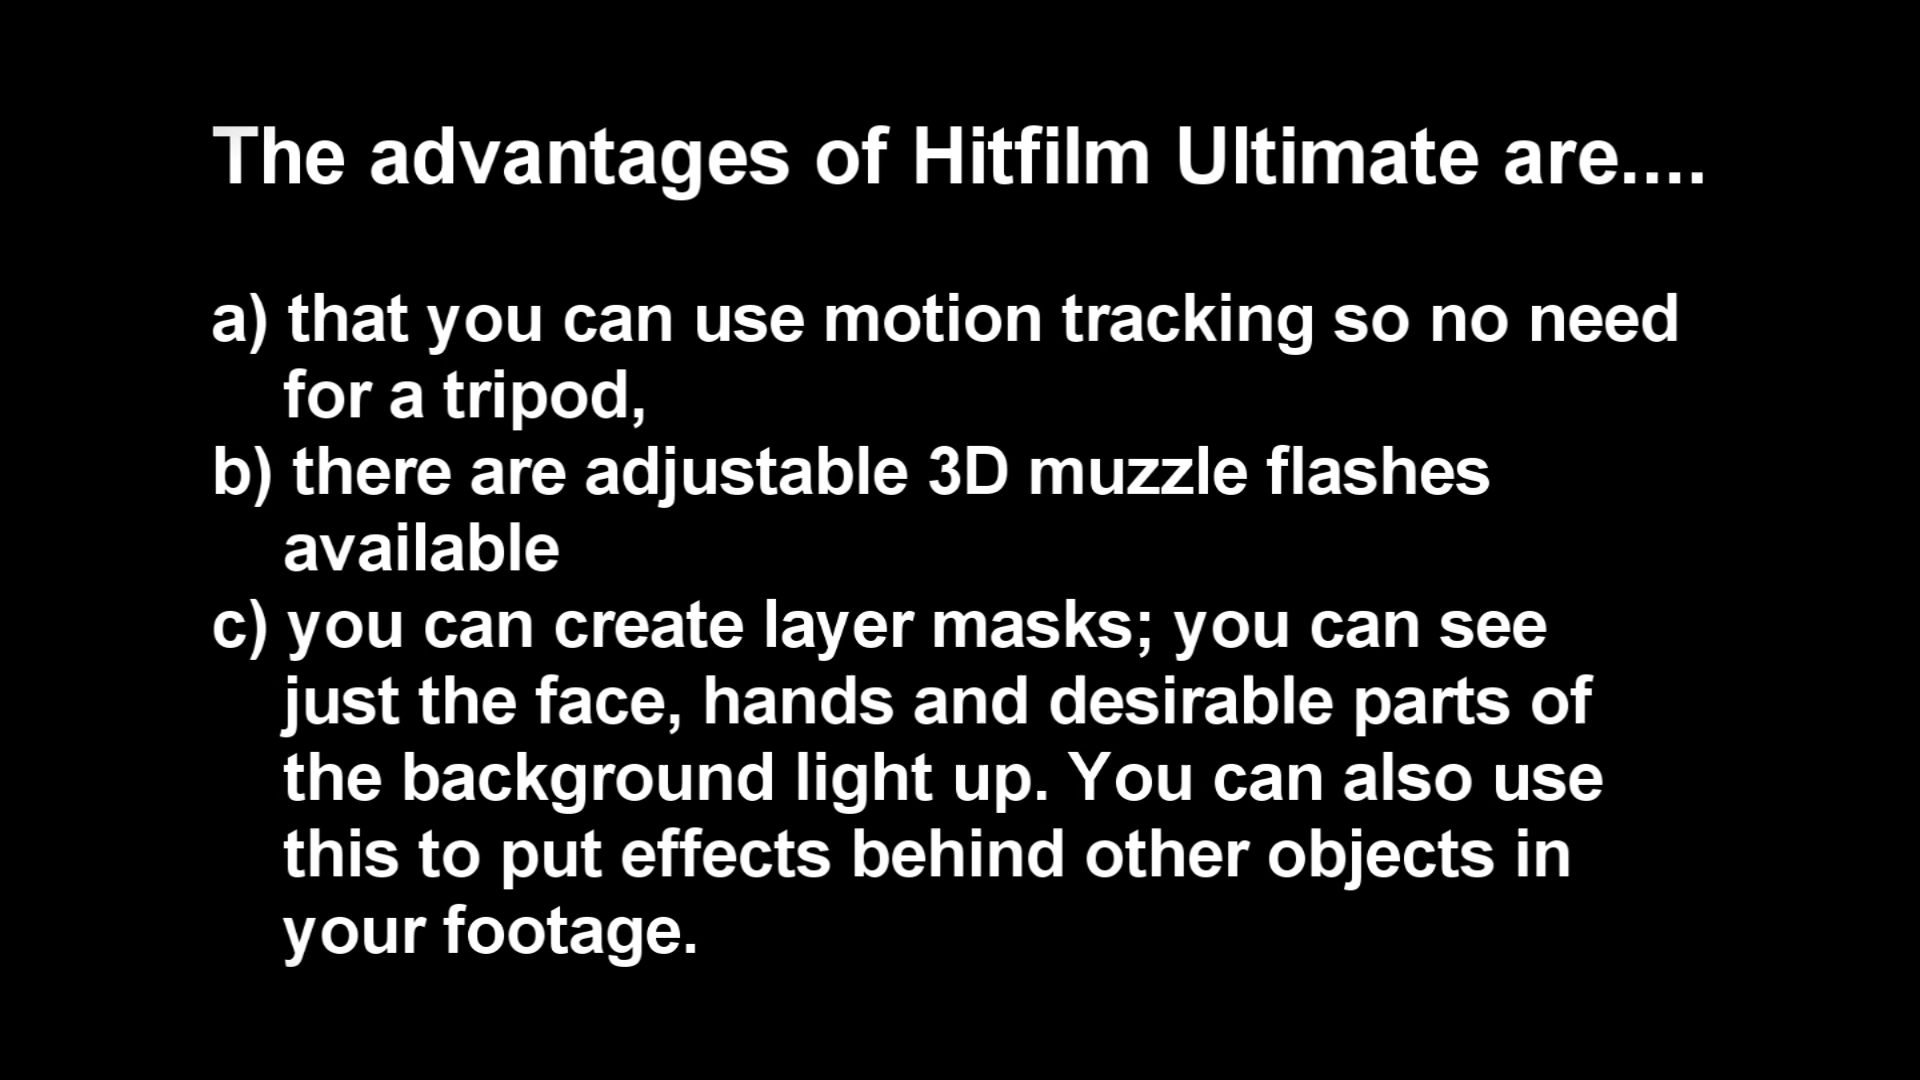 The advantages of Hitfilm Ultimate are....
a) that you can use motion tracking so no need
for a tripod,
b) there are adjustable 3D muzzle flashes
available
c) you can create layer masks; you can see
just the face, hands and desirable parts of
the background light up. You can also use
this to put effects behind other objects in
your footage.